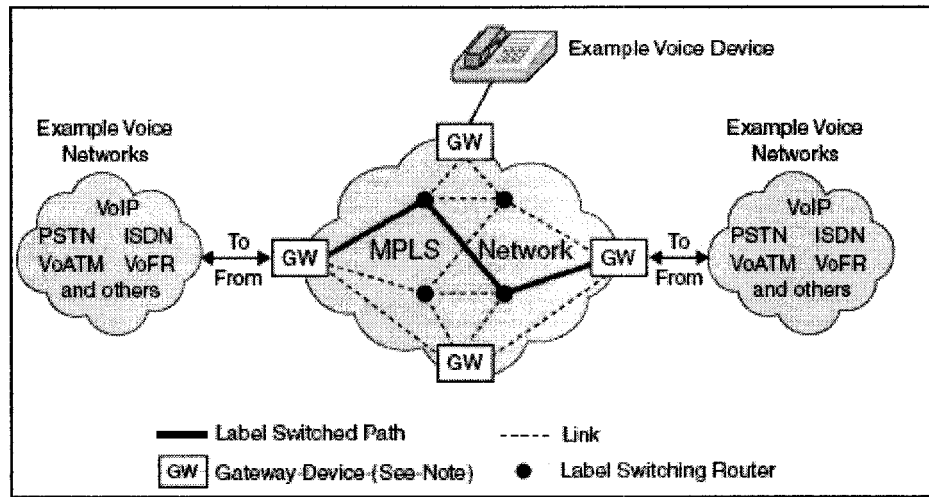 Example Voice Device
Example Voice
Networks
VoIP
PSTN ISDN
VoATM VoFR
and others
To
From
GW
GW
MPLS Network
GW
GW
To
From
Example Voice
Networks
VoIP
PSTN ISDN
VoATM VoFR
and others
Label Switched Path
Link
GW Gateway Device (See Note)
Label Switching Router